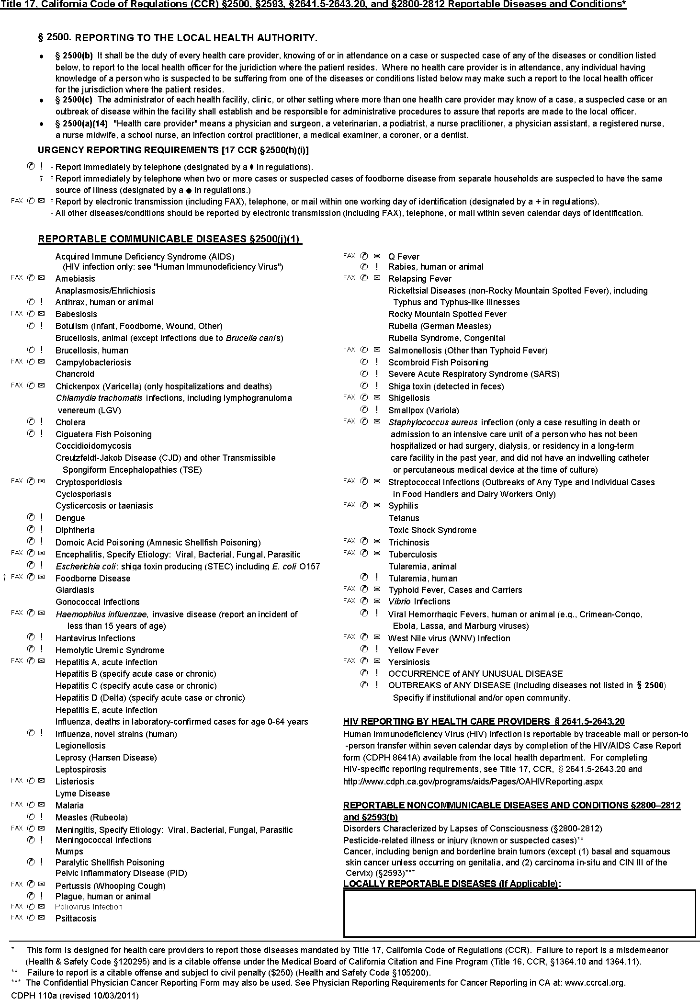 Title 17, California Code of Regulations (CCR) §2500, §2593, §2641.5-2643.20, and §2800-2812 Reportable Diseases and Conditions*
§ 2500. REPORTING TO THE LOCAL HEALTH AUTHORITY.
● § 2500(b) It shall be the duty of every health care provider, knowing of or in attendance on a case or suspected case of any of the diseases or condition listed
below, to report to the local health officer for the juridiction where the patient resides. Where no health care provider is in attendance, any individual having
knowledge of a person who is suspected to be suffering from one of the diseases or conditions listed below may make such a report to the local health officer
for the jurisdiction where the patient resides.
● § 2500(c) The administrator of each health facility, clinic, or other setting where more than one health care provider may know of a case, a suspected case or an
outbreak of disease within the facility shall establish and be responsible for administrative procedures to assure that reports are made to the local officer.
● § 2500(a)(14) "Health care provider" means a physician and surgeon, a veterinarian, a podiatrist, a nurse practitioner, a physician assistant, a registered nurse,
a nurse midwife, a school nurse, an infection control practitioner, a medical examiner, a coroner, or a dentist.
URGENCY REPORTING REQUIREMENTS [17 CCR §2500(h)(i)]
✆ ! = Report immediately by telephone (designated by a ♦ in regulations).
† = Report immediately by telephone when two or more cases or suspected cases of foodborne disease from separate households are suspected to have the same
source of illness (designated by a ● in regulations.)
FAX ✆ ✉ = Report by electronic transmission (including FAX), telephone, or mail within one working day of identification (designated by a + in regulations).
= All other diseases/conditions should be reported by electronic transmission (including FAX), telephone, or mail within seven calendar days of identification.
REPORTABLE COMMUNICABLE DISEASES §2500(j)(1)
Acquired Immune Deficiency Syndrome (AIDS)
(HIV infection only: see "Human Immunodeficiency Virus")
FAX ✆ ✉ Amebiasis
Anaplasmosis/Ehrlichiosis
✆ ! Anthrax, human or animal
FAX ✆ ✉ Babesiosis
✆ ! Botulism (Infant, Foodborne, Wound, Other)
Brucellosis, animal (except infections due to Brucella canis)
✆ ! Brucellosis, human
FAX ✆ ✉ Campylobacteriosis
Chancroid
FAX ✆ ✉ Chickenpox (Varicella) (only hospitalizations and deaths)
Chlamydia trachomatis infections, including lymphogranuloma
venereum (LGV)
✆ ! Cholera
✆ ! Ciguatera Fish Poisoning
Coccidioidomycosis
Creutzfeldt-Jakob Disease (CJD) and other Transmissible
Spongiform Encephalopathies (TSE)
FAX ✆ ✉ Cryptosporidiosis
Cyclosporiasis
Cysticercosis or taeniasis
✆ ! Dengue
✆ ! Diphtheria
✆ ! Domoic Acid Poisoning (Amnesic Shellfish Poisoning)
FAX ✆ ✉ Encephalitis, Specify Etiology: Viral, Bacterial, Fungal, Parasitic
✆ ! Escherichia coli: shiga toxin producing (STEC) including E. coli O157
† FAX ✆ ✉ Foodborne Disease
Giardiasis
Gonococcal Infections
FAX ✆ ✉ Haemophilus influenzae, invasive disease (report an incident of
less than 15 years of age)
✆ ! Hantavirus Infections
✆ ! Hemolytic Uremic Syndrome
FAX ✆ ✉ Hepatitis A, acute infection
Hepatitis B (specify acute case or chronic)
Hepatitis C (specify acute case or chronic)
Hepatitis D (Delta) (specify acute case or chronic)
Hepatitis E, acute infection
Influenza, deaths in laboratory-confirmed cases for age 0-64 years
✆ ! Influenza, novel strains (human)
Legionellosis
Leprosy (Hansen Disease)
Leptospirosis
FAX ✆ ✉ Listeriosis
Lyme Disease
FAX ✆ ✉ Malaria
✆ ! Measles (Rubeola)
FAX ✆ ✉ Meningitis, Specify Etiology: Viral, Bacterial, Fungal, Parasitic
✆ ! Meningococcal Infections
Mumps
✆ ! Paralytic Shellfish Poisoning
Pelvic Inflammatory Disease (PID)
FAX ✆ ✉ Pertussis (Whooping Cough)
✆ ! Plague, human or animal
FAX ✆ ✉ Poliovirus Infection
FAX ✆ ✉ Psittacosis
FAX ✆ ✉ Q Fever
✆ ! Rabies, human or animal
FAX ✆ ✉ Relapsing Fever
Rickettsial Diseases (non-Rocky Mountain Spotted Fever), including
Typhus and Typhus-like Illnesses
Rocky Mountain Spotted Fever
Rubella (German Measles)
Rubella Syndrome, Congenital
FAX ✆ ✉ Salmonellosis (Other than Typhoid Fever)
✆ ! Scombroid Fish Poisoning
✆ ! Severe Acute Respiratory Syndrome (SARS)
✆ ! Shiga toxin (detected in feces)
FAX ✆ ✉ Shigellosis
✆ ! Smallpox (Variola)
FAX ✆ ✉ Staphylococcus aureus infection (only a case resulting in death or
admission to an intensive care unit of a person who has not been
hospitalized or had surgery, dialysis, or residency in a long-term
care facility in the past year, and did not have an indwelling catheter
or percutaneous medical device at the time of culture)
FAX ✆ ✉ Streptococcal Infections (Outbreaks of Any Type and Individual Cases
in Food Handlers and Dairy Workers Only)
FAX ✆ ✉ Syphilis
Tetanus
Toxic Shock Syndrome
FAX ✆ ✉ Trichinosis
FAX ✆ ✉ Tuberculosis
Tularemia, animal
✆ ! Tularemia, human
FAX ✆ ✉ Typhoid Fever, Cases and Carriers
FAX ✆ ✉ Vibrio Infections
✆ ! Viral Hemorrhagic Fevers, human or animal (e.g., Crimean-Congo,
Ebola, Lassa, and Marburg viruses)
FAX ✆ ✉ West Nile virus (WNV) Infection
✆ ! Yellow Fever
FAX ✆ ✉ Yersiniosis
✆ ! OCCURRENCE of ANY UNUSUAL DISEASE
✆ ! OUTBREAKS of ANY DISEASE (Including diseases not listed in § 2500).
Specifiy if institutional and/or open community.
HIV REPORTING BY HEALTH CARE PROVIDERS § 2641.5-2643.20
Human Immunodeficiency Virus (HIV) infection is reportable by traceable mail or person-to
-person transfer within seven calendar days by completion of the HIV/AIDS Case Report
form (CDPH 8641A) available from the local health department. For completing
HIV-specific reporting requirements, see Title 17, CCR, § 2641.5-2643.20 and
http://www.cdph.ca.gov/programs/aids/Pages/OAHIVReporting.aspx
REPORTABLE NONCOMMUNICABLE DISEASES AND CONDITIONS §2800–2812
and §2593(b)
Disorders Characterized by Lapses of Consciousness (§2800-2812)
Pesticide-related illness or injury (known or suspected cases)**
Cancer, including benign and borderline brain tumors (except (1) basal and squamous
skin cancer unless occurring on genitalia, and (2) carcinoma in-situ and CIN III of the
Cervix) (§2593)***
LOCALLY REPORTABLE DISEASES (If Applicable):
* This form is designed for health care providers to report those diseases mandated by Title 17, California Code of Regulations (CCR). Failure to report is a misdemeanor
(Health & Safety Code §120295) and is a citable offense under the Medical Board of California Citation and Fine Program (Title 16, CCR, §1364.10 and 1364.11).
** Failure to report is a citable offense and subject to civil penalty ($250) (Health and Safety Code §105200).
*** The Confidential Physician Cancer Reporting Form may also be used. See Physician Reporting Requirements for Cancer Reporting in CA at: www.ccrcal.org.
CDPH 110a (revised 10/03/2011)